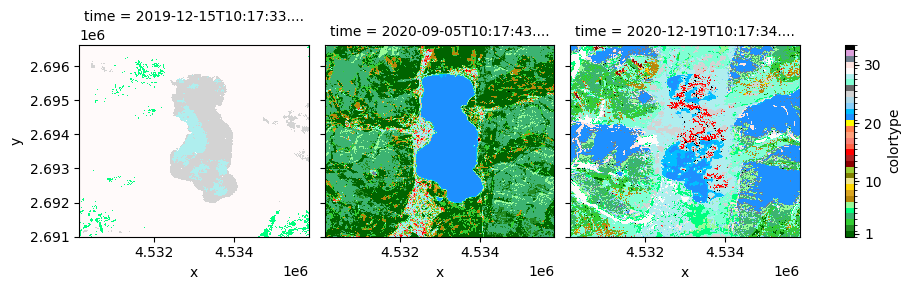 time = 2019-12-15T10:17:33....
time = 2020-09-05T10:17:43....
time = 2020-12-19T10:17:34....
1e6
2.696
2.695
2.694
2.693
2.692
2.691
y
4.532
4.534
1e6
x
4.532
4.534
1e6
x
4.532
4.534
1e6
x
30
20
10
1
colortype